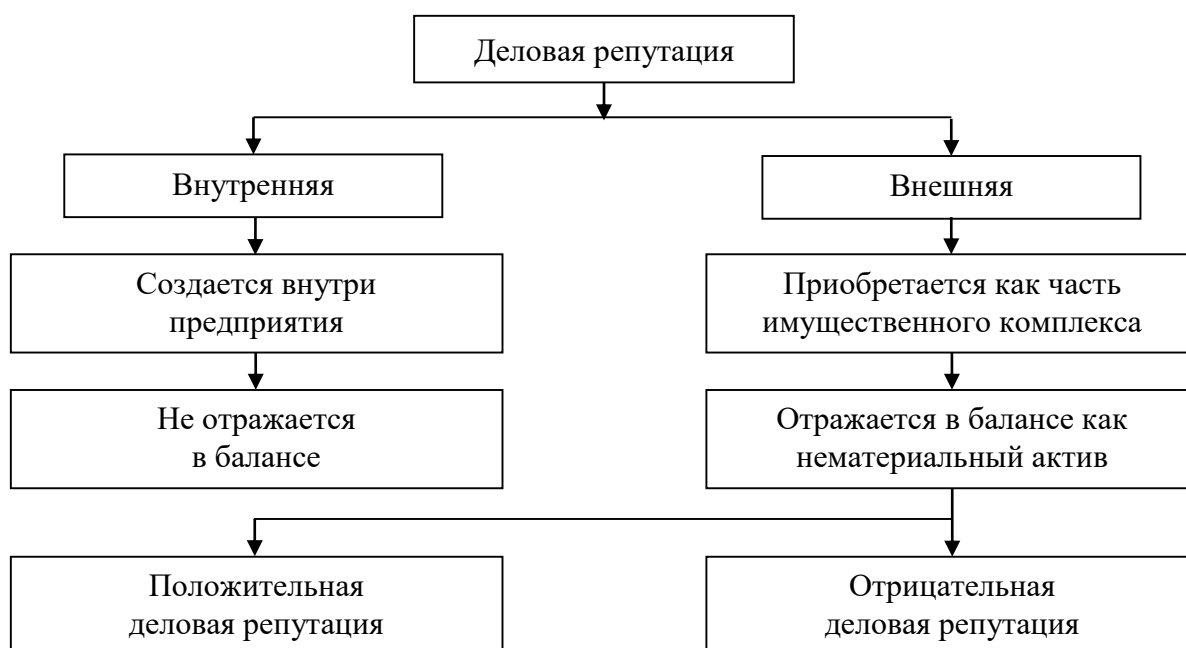 Деловая репутация
Внутренняя
Внешняя
Создается внутри
предприятия
Приобретается как часть
имущественного комплекса
Не отражается
в балансе
Отражается в балансе как
нематериальный актив
Положительная
деловая репутация
Отрицательная
деловая репутация